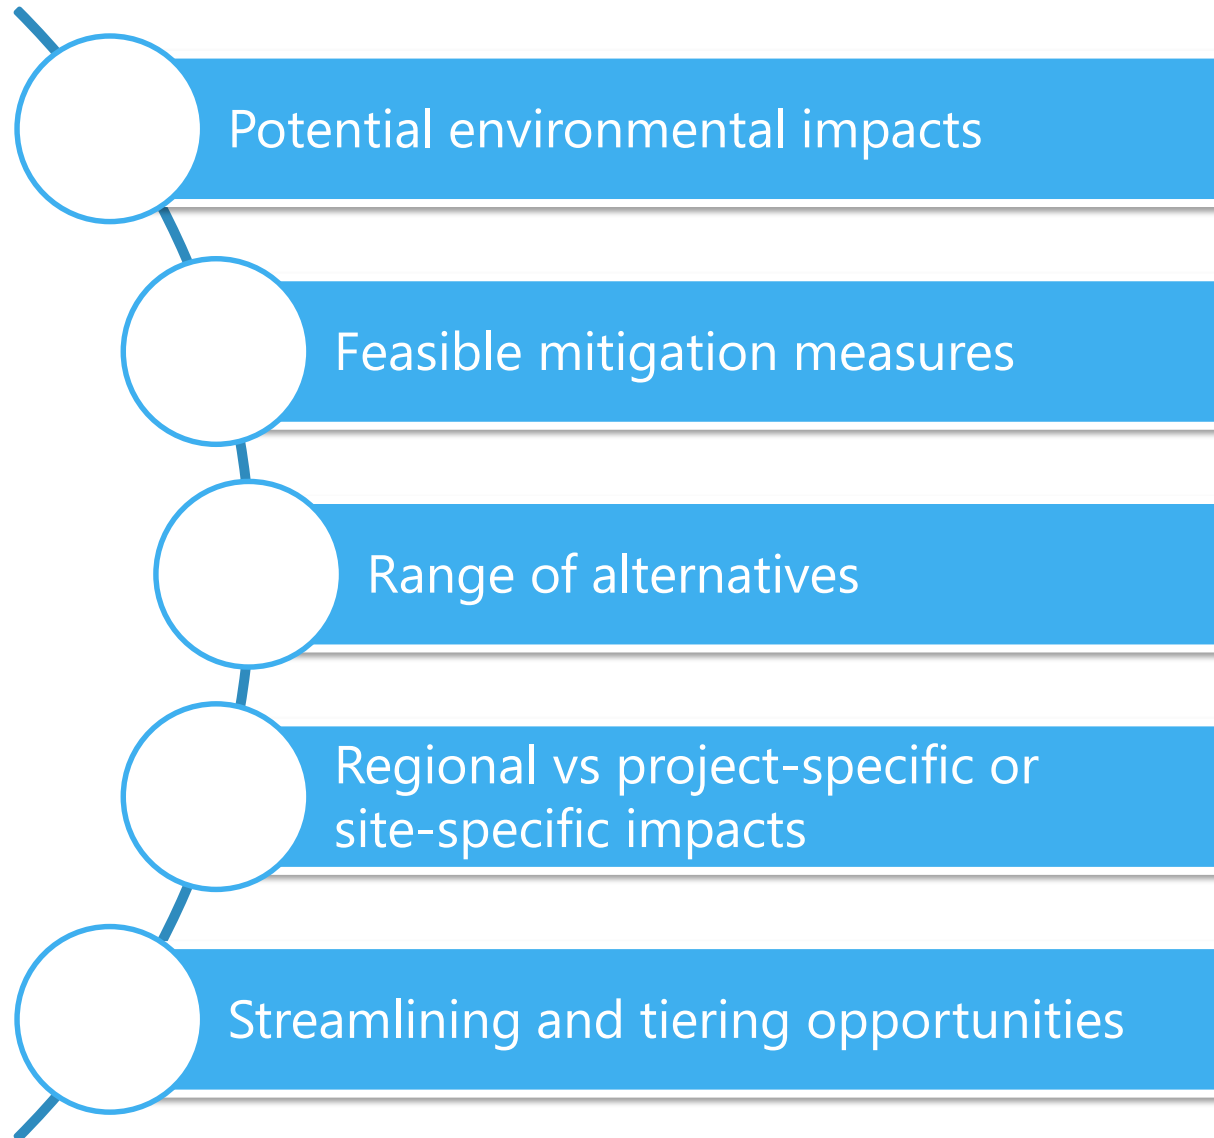 Potential environmental impacts
Feasible mitigation measures
Range of alternatives
Regional vs project-specific or
site-specific impacts
Streamlining and tiering opportunities